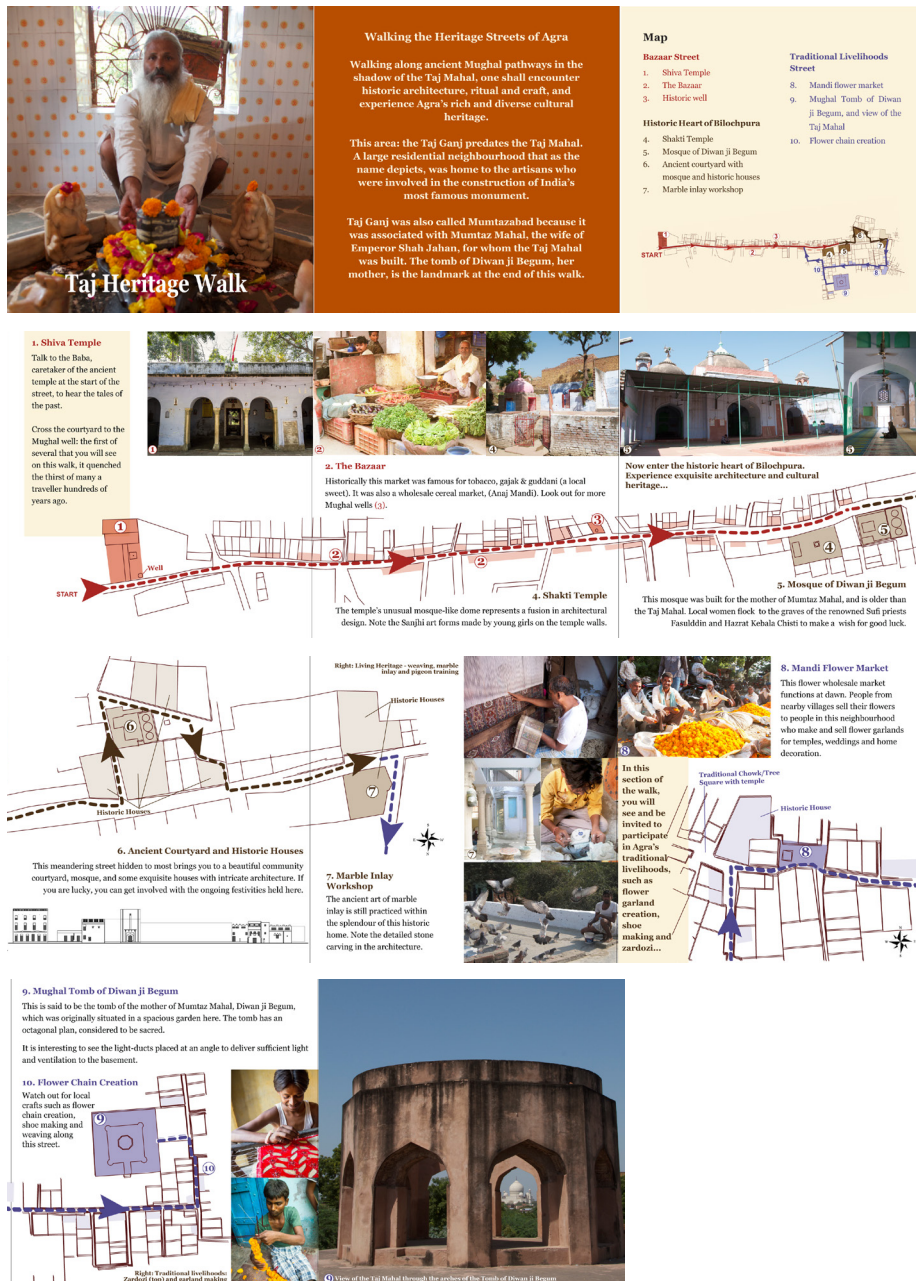 Taj Heritage Walk
Walking the Heritage Streets of Agra
Walking along ancient Mughal pathways in the
shadow of the Taj Mahal, one shall encounter
historic architecture, ritual and craft, and
experience Agra's rich and diverse cultural
heritage.
This area: the Taj Ganj predates the Taj Mahal.
A large residential neighbourhood that as the
name depicts, was home to the artisans who
were involved in the construction of India's
most famous monument.
Taj Ganj was also called Mumtazabad because it
was associated with Mumtaz Mahal, the wife of
Emperor Shah Jahan, for whom the Taj Mahal
was built. The tomb of Diwan ji Begum, her
mother, is the landmark at the end of this walk.
Map
Bazaar Street
1. Shiva Temple
2. The Bazaar
3. Historic well
Historic Heart of Bilochpura
4. Shakti Temple
5. Mosque of Diwan ji Begum
6. Ancient courtyard with
mosque and historic houses
7. Marble inlay workshop
Traditional Livelihoods
Street
8. Mandi flower market
9. Mughal Tomb of Diwan
ji Begum, and view of the
Taj Mahal
10. Flower chain creation
START
2
3
10
9
8
1. Shiva Temple
Talk to the Baba,
caretaker of the ancient
temple at the start of the
street, to hear the tales of
the past.
Cross the courtyard to the
Mughal well: the first of
several that you will see
on this walk, it quenched
the thirst of many a
traveller hundreds of
years ago.
1
2
4
5
5
2. The Bazaar
Historically this market was famous for tobacco, gajak & guddani (a local
sweet). It was also a wholesale cereal market, (Anaj Mandi). Look out for more
Mughal wells (3).
Now enter the historic heart of Bilochpura.
Experience exquisite architecture and cultural
heritage...
1
Well
START
2
2
3
4
5
4. Shakti Temple
The temple's unusual mosque-like dome represents a fusion in architectural
design. Note the Sanjhi art forms made by young girls on the temple walls.
5. Mosque of Diwan ji Begum
This mosque was built for the mother of Mumtaz Mahal, and is older than
the Taj Mahal. Local women flock to the graves of the renowned Sufi priests
Fasulddin and Hazrat Kebala Chisti to make a wish for good luck.
Right: Living Heritage - weaving, marble
inlay and pigeon training
Historic Houses
6
7
Historic Houses
N
6. Ancient Courtyard and Historic Houses
This meandering street hidden to most brings you to a beautiful community
courtyard, mosque, and some exquisite houses with intricate architecture. If
you are lucky, you can get involved with the ongoing festivities held here.
7. Marble Inlay
Workshop
The ancient art of marble
inlay is still practiced within
the splendour of this historic
home. Note the detailed stone
carving in the architecture.
7
8
8. Mandi Flower Market
This flower wholesale market
functions at dawn. People from
nearby villages sell their flowers
to people in this neighbourhood
who make and sell flower garlands
for temples, weddings and home
decoration.
In this
section of
the walk,
you will
see and be
invited to
participate
in Agra's
traditional
livelihoods,
such as
flower
garland
creation,
shoe
making and
zardozi...
Traditional Chowk/Tree
Square with temple
Historic House
8
N
9. Mughal Tomb of Diwan ji Begum
This is said to be the tomb of the mother of Mumtaz Mahal, Diwan ji Begum,
which was originally situated in a spacious garden here. The tomb has an
octagonal plan, considered to be sacred.
It is interesting to see the light-ducts placed at an angle to deliver sufficient light
and ventilation to the basement.
10. Flower Chain Creation
Watch out for local
crafts such as flower
chain creation,
shoe making and
weaving along
this street.
9
10
Right: Traditional livelihoods:
Zardozi (top) and garland making
9 View of the Taj Mahal through the arches of the Tomb of Diwan ji Begum